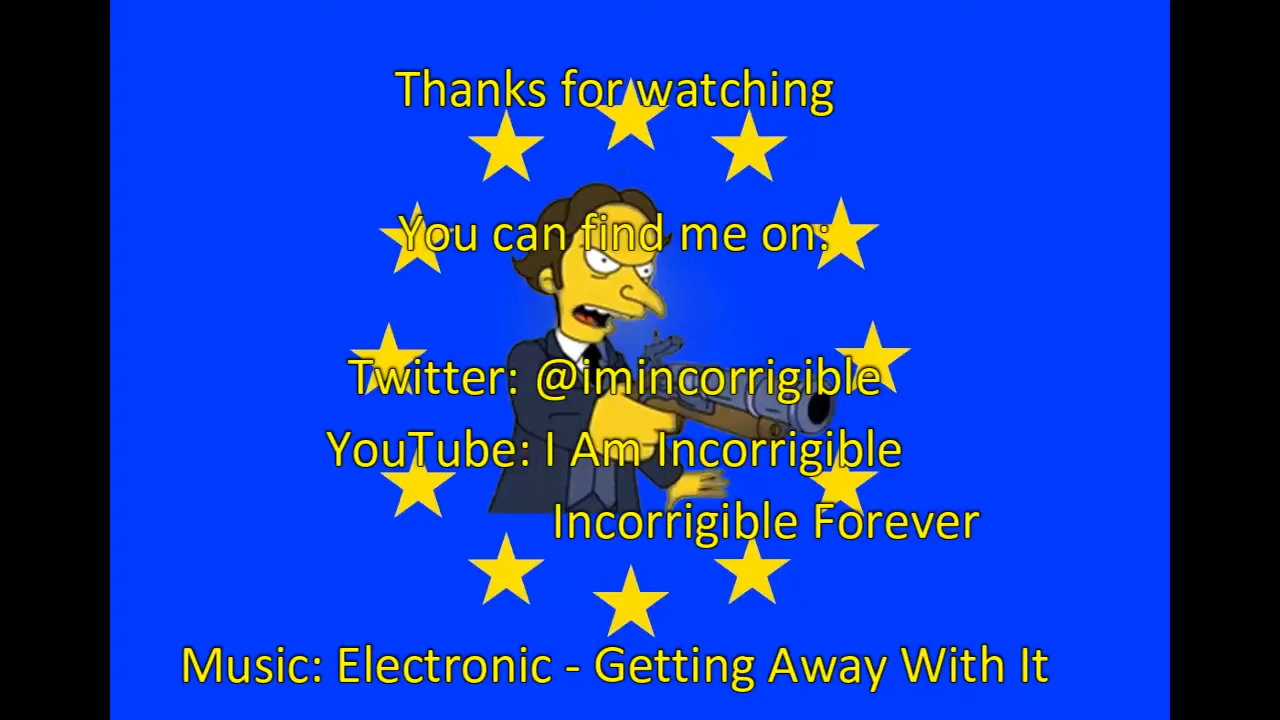 Thanks for watching
You can find me on:
Twitter: @imincorrigible
YouTube: I Am Incorrigible
Incorrigible Forever
Music: Electronic - Getting Away With It